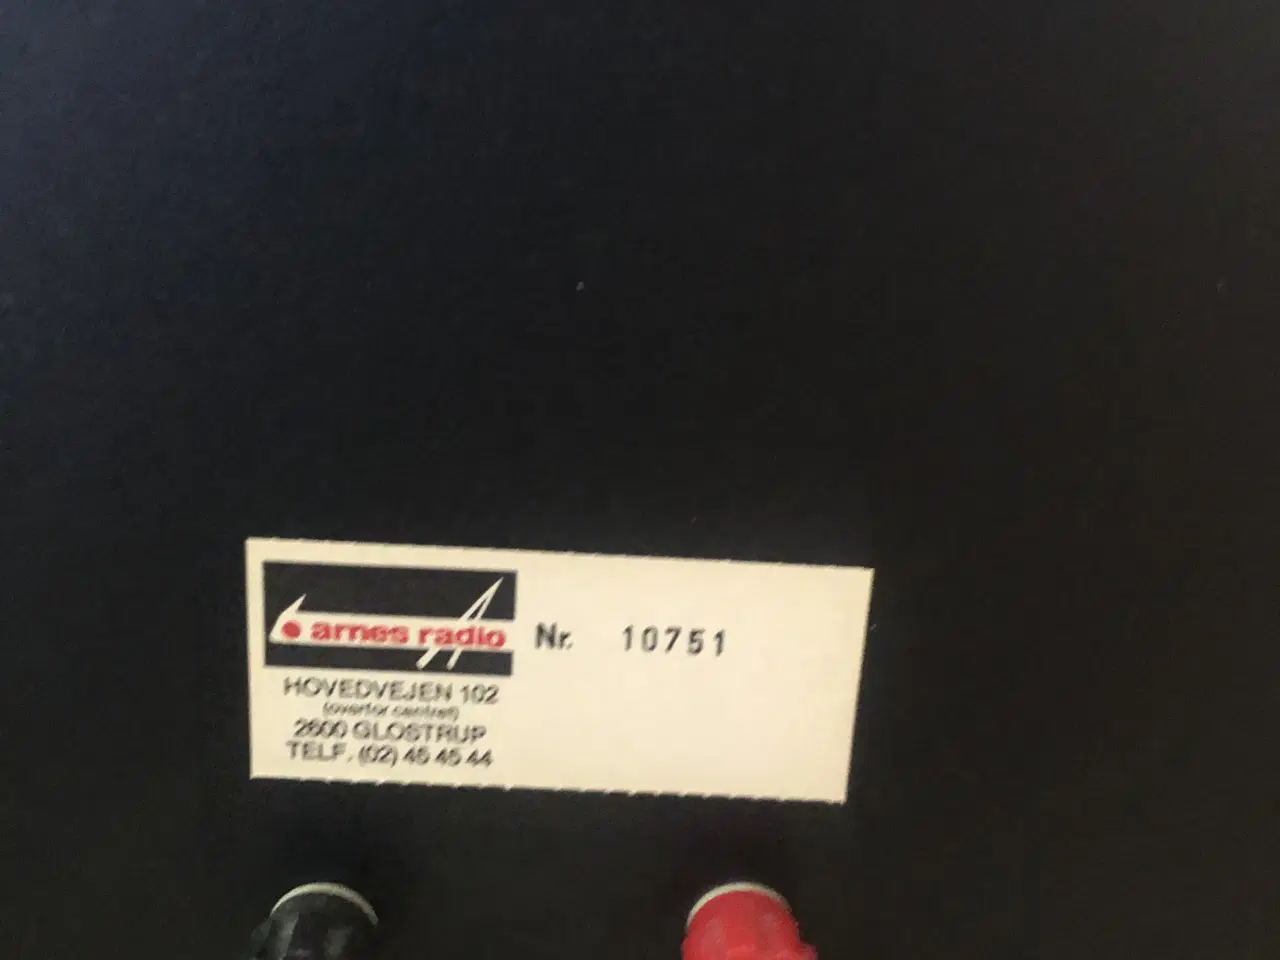 arnes radio
Nr. 10751
HOVEDVEJEN 102
(overfor centret)
2600 GLOSTRUP
TELF. (02) 45 45 44